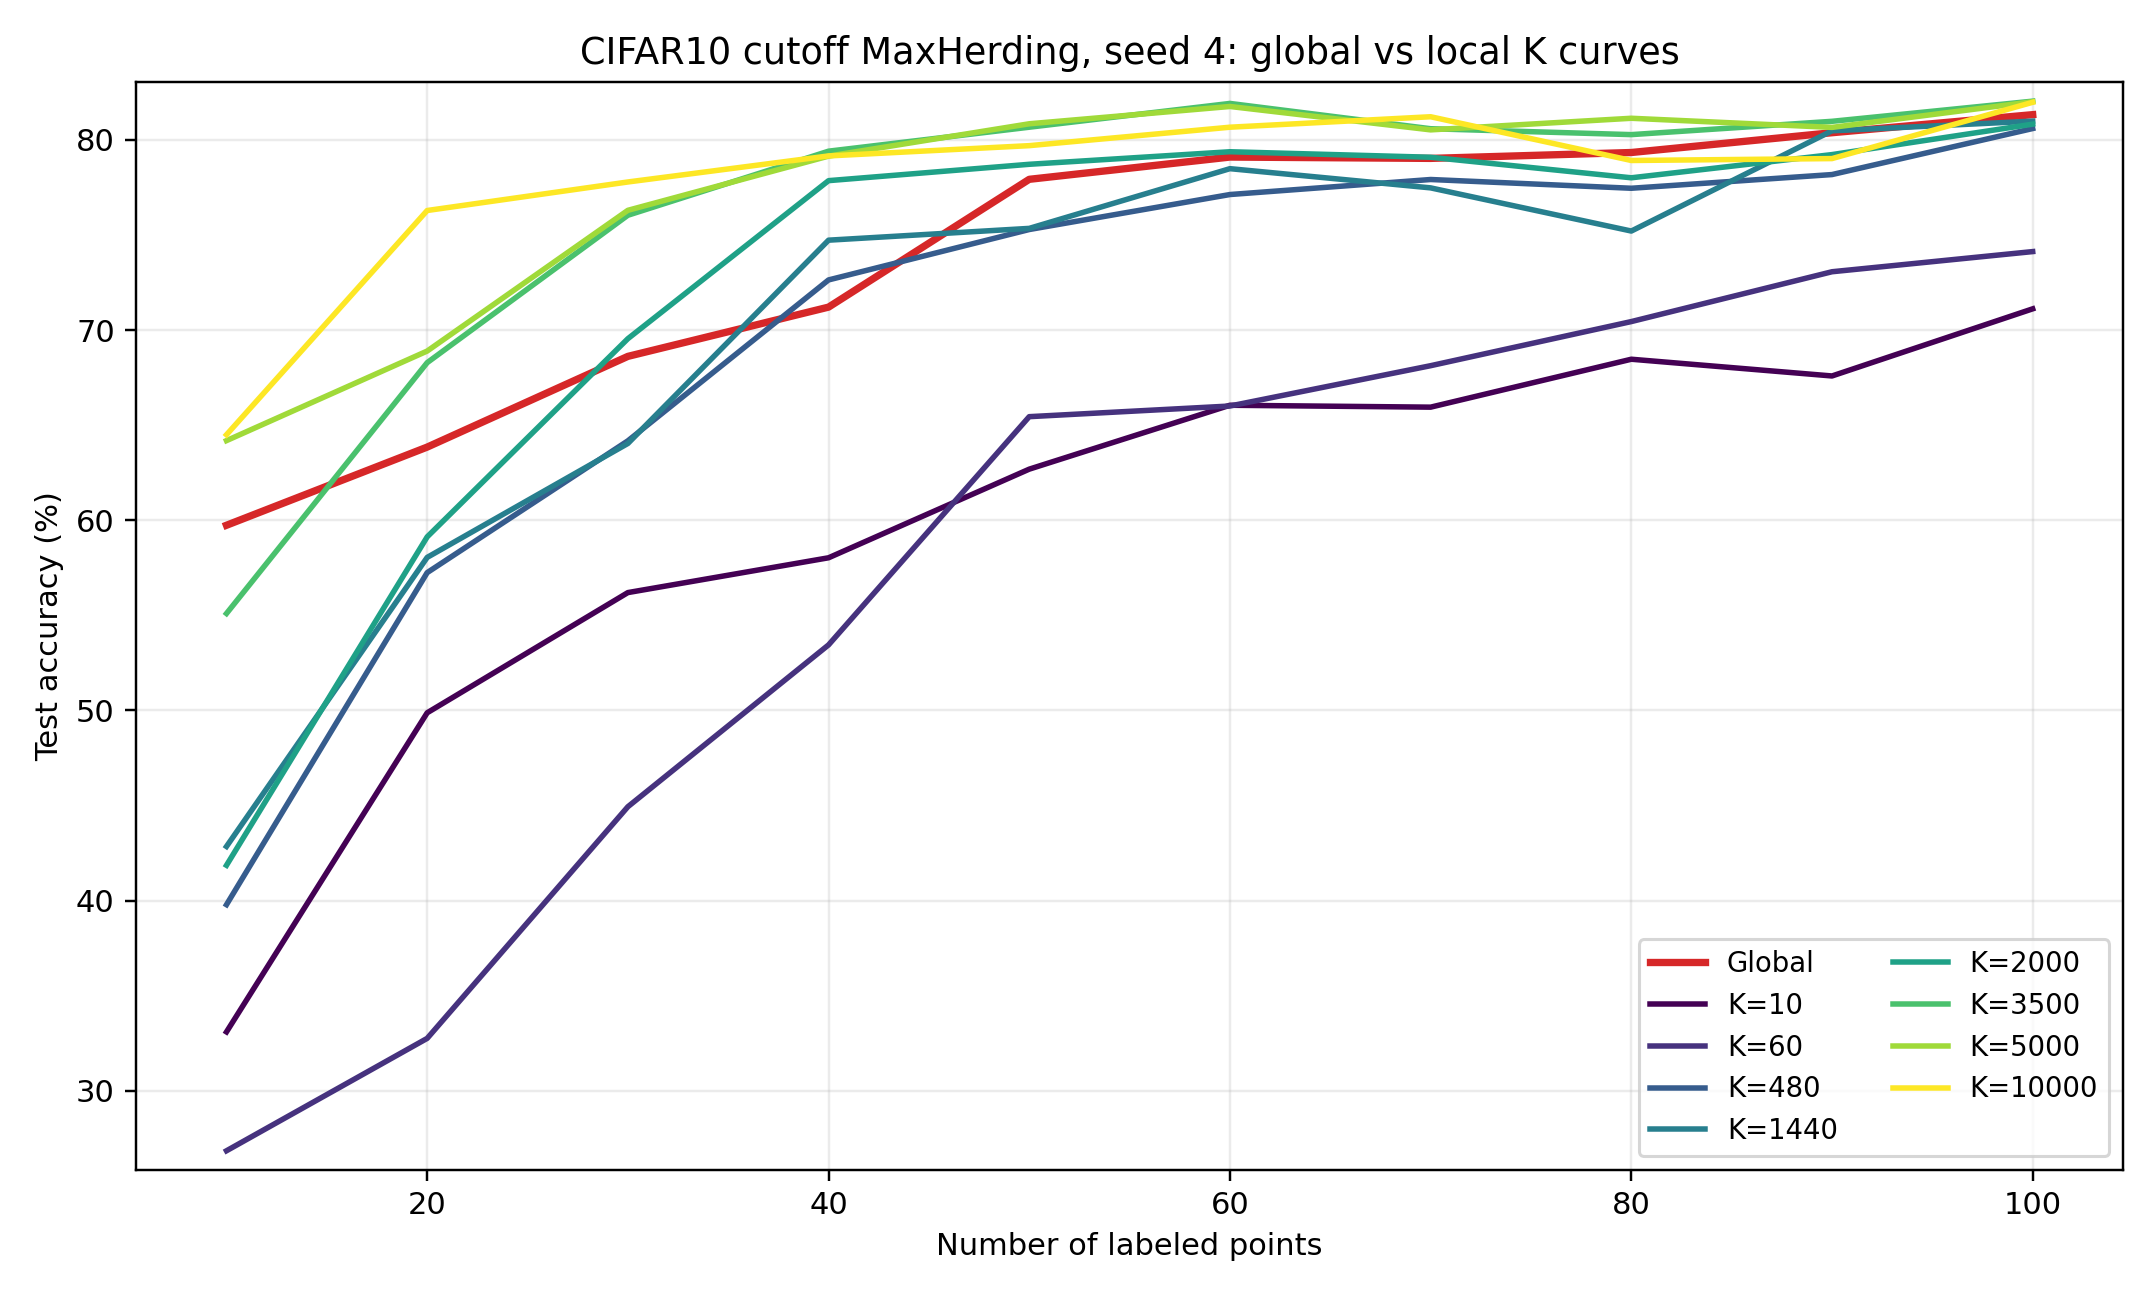 CIFAR10 cutoff MaxHerding, seed 4: global vs local K curves
80
70
60
50
40
30
Test accuracy (%)
20
40
60
80
100
Number of labeled points
Global
K=10
K=60
K=480
K=1440
K=2000
K=3500
K=5000
K=10000